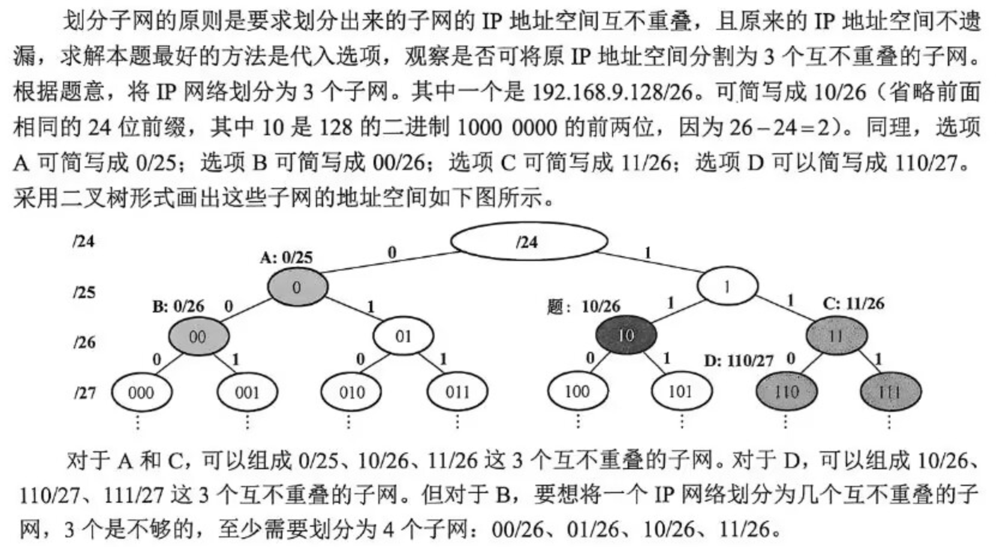 划分子网的原则是要求划分出来的子网的 IP 地址空间互不重叠，且原来的 IP 地址空间不遗
漏，求解本题最好的方法是代入选项，观察是否可将原 IP 地址空间分割为 3 个互不重叠的子网。
根据题意，将 IP 网络划分为 3 个子网。其中一个是 192.168.9.128/26。可简写成 10/26（省略前面
相同的 24 位前缀，其中 10 是 128 的二进制 1000 0000 的前两位，因为 26－24＝2）。同理，选项
A 可简写成 0/25；选项 B 可简写成 00/26；选项 C 可简写成 11/26；选项 D 可以简写成 110/27。
采用二叉树形式画出这些子网的地址空间如下图所示。
/24 /24
A: 0/25 0 1
/25 0 1
B: 0/26 0 1 题：10/26 1 1 C: 11/26
/26 00 01 10 11
0 1 0 1 0 1 D: 110/27 0 1
/27 000 001 010 011 100 101 110 111
对于 A 和 C，可以组成 0/25、10/26、11/26 这 3 个互不重叠的子网。对于 D，可以组成 10/26、
110/27、111/27 这 3 个互不重叠的子网。但对于 B，要想将一个 IP 网络划分为几个互不重叠的子
网，3 个是不够的，至少需要划分为 4 个子网：00/26、01/26、10/26、11/26。